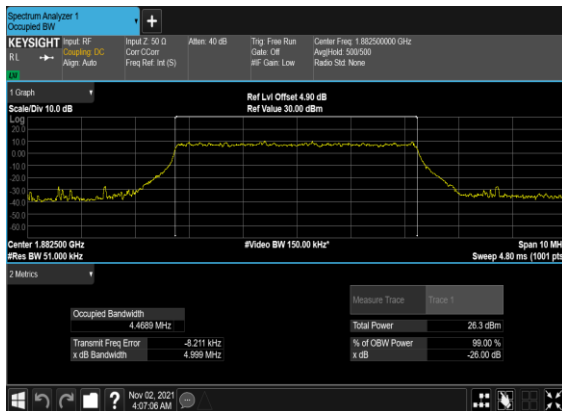 Spectrum Analyzer 1
Occupied BW
KEYSIGHT Input: RF Input Z: 50 Ω Atten: 40 dB Trig: Free Run Center Freq: 1.882500000 GHz
RL Coupling: DC Corr CCorr Gate: Off Avg|Hold: 500/500
Align: Auto Freq Ref: Int (S) #IF Gain: Low Radio Std: None
1 Graph
Ref Lvl Offset 4.90 dB
Scale/Div 10.0 dB Ref Value 30.00 dBm
Log
20.0
10.0
0.00
-10.0
-20.0
-30.0
-40.0
-50.0
-60.0
Center 1.882500 GHz #Video BW 150.00 kHz* Span 10 MH
#Res BW 51.000 kHz Sweep 4.80 ms (1001 pts
2 Metrics
Measure Trace Trace 1
Occupied Bandwidth
4.4689 MHz Total Power 26.3 dBm
Transmit Freq Error -8.211 kHz % of OBW Power 99.00 %
x dB Bandwidth 4.999 MHz x dB -26.00 dB
Nov 02, 2021
4:07:06 AM